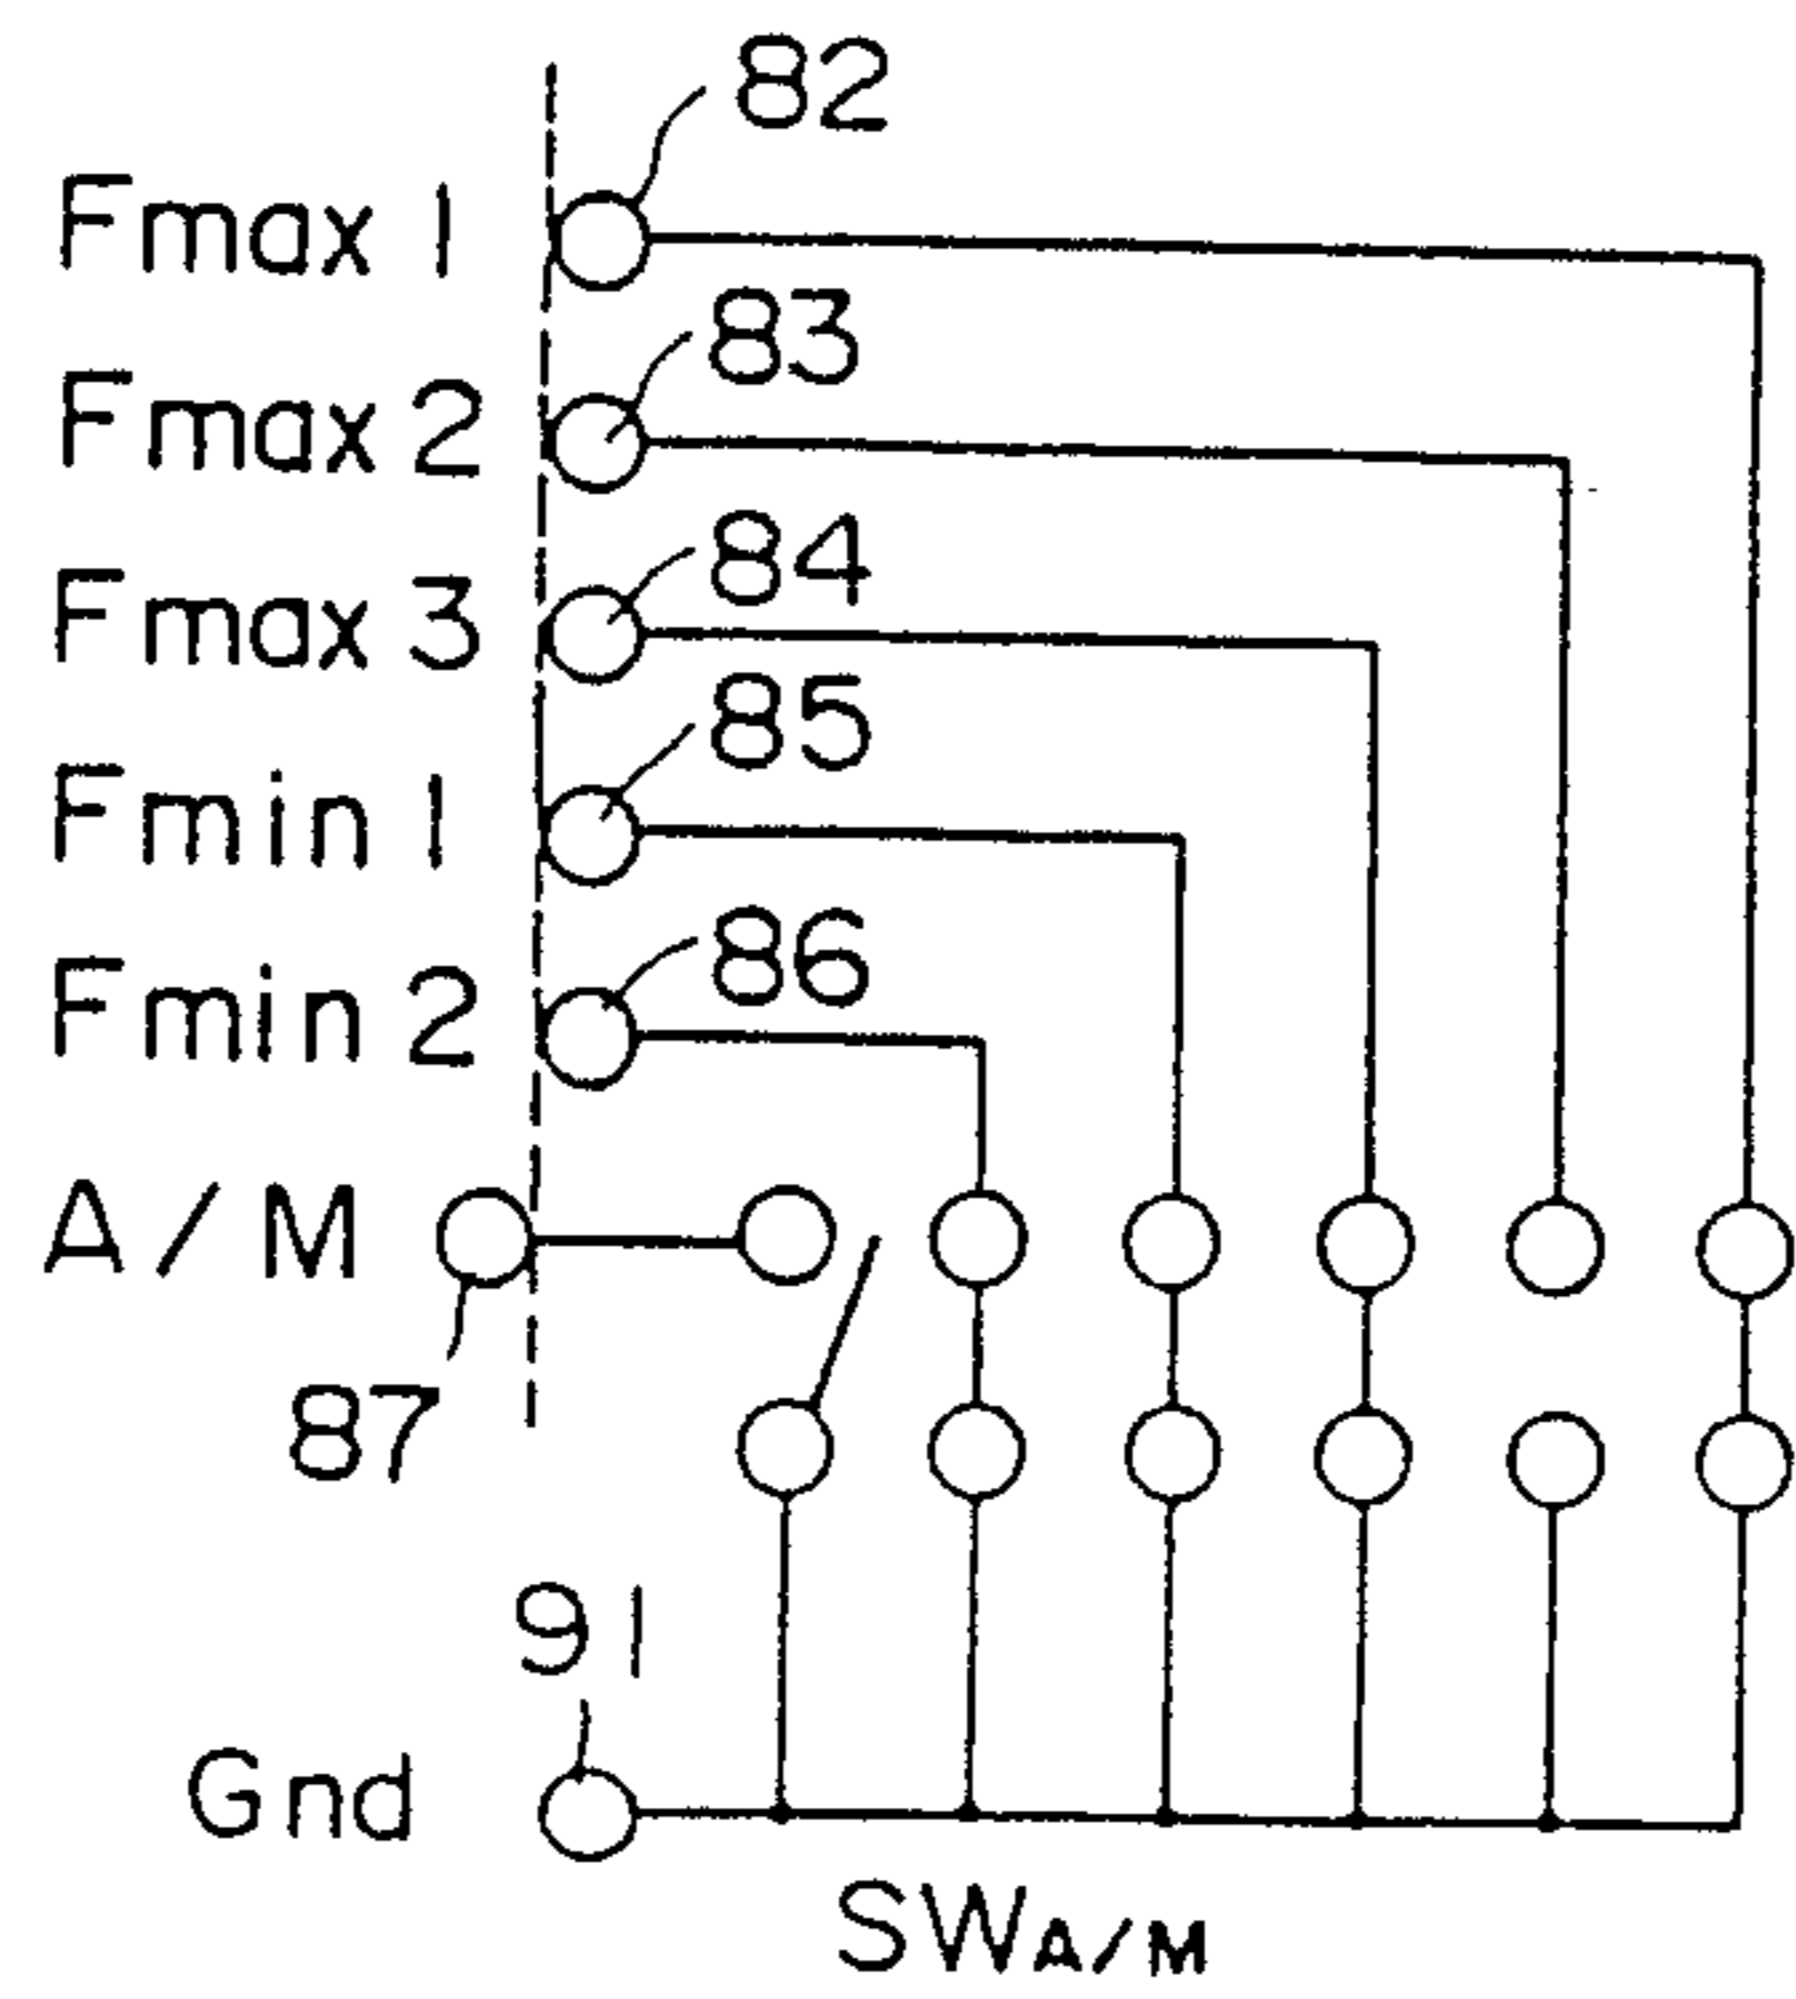 82
Fmax 1
83
Fmax 2
84
Fmax 3
85
Fmin 1
86
Fmin 2
A/M
87
91
Gnd
SWA/M